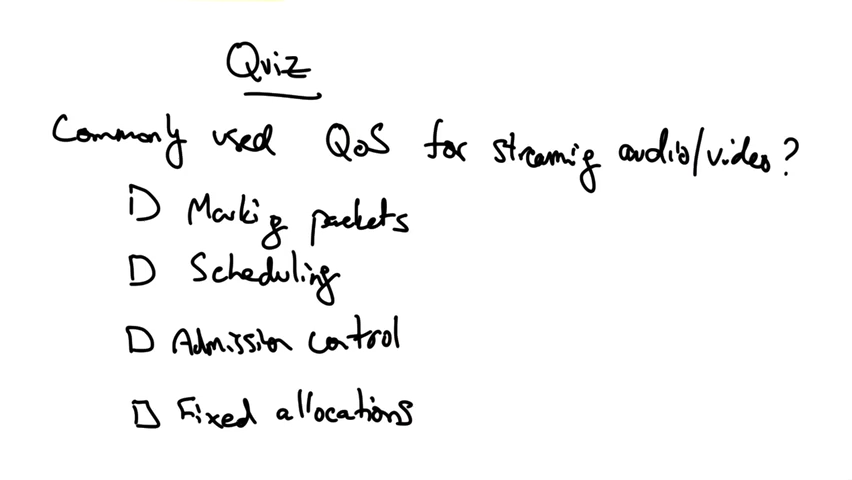 Quiz
Commonly used QoS for streaming audio/video?
Marking packets
Scheduling
Admission control
Fixed allocations